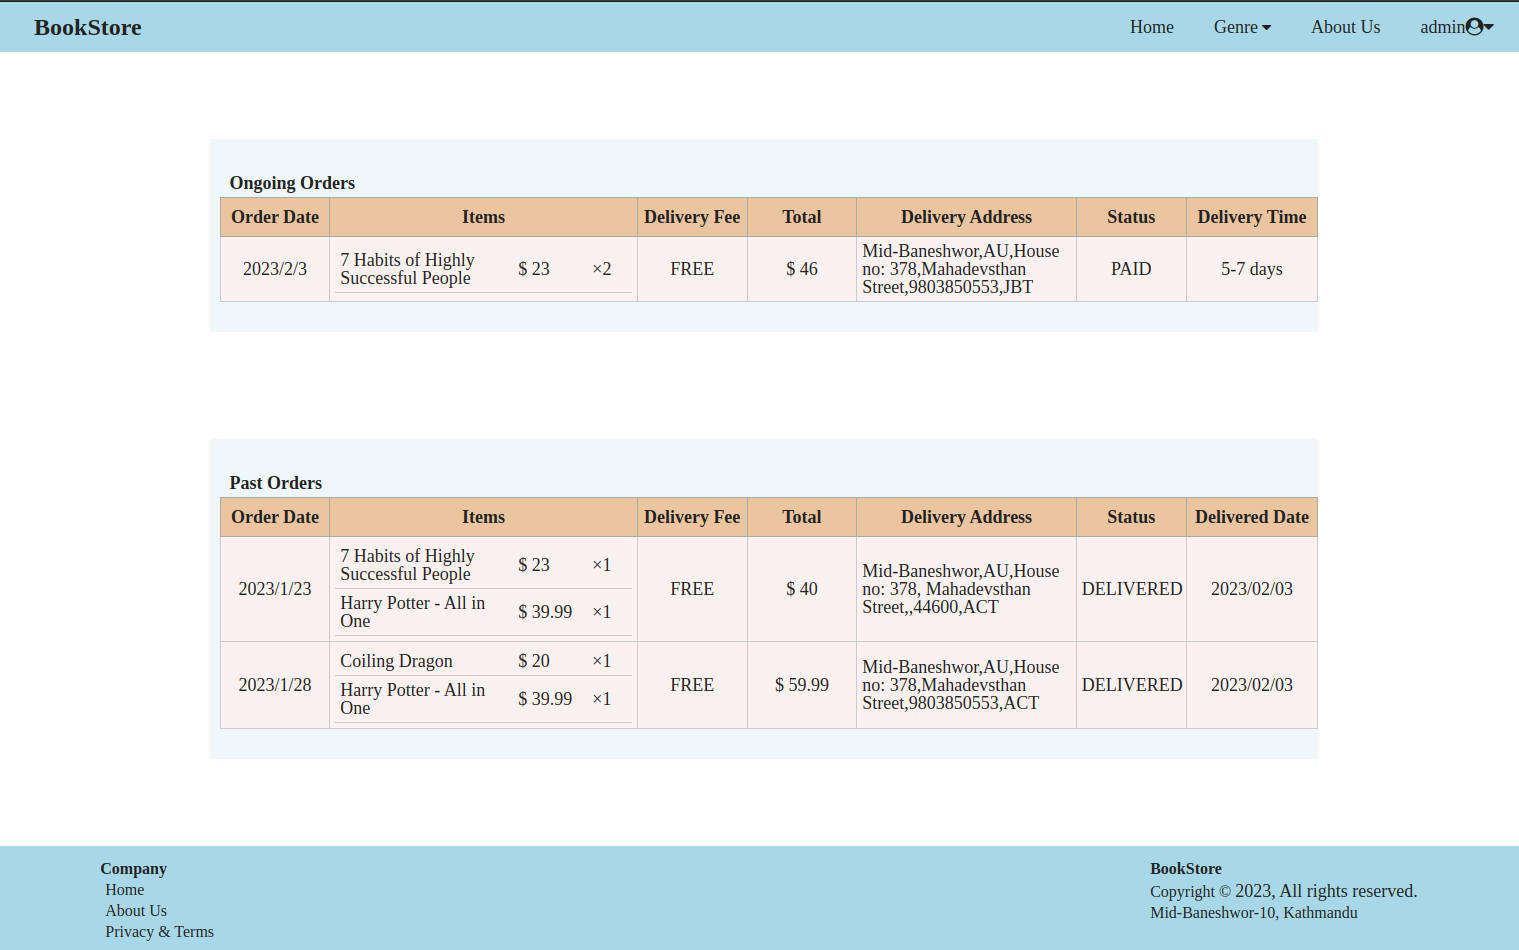 BookStore
Home Genre About Us admin
Ongoing Orders
Order Date Items Delivery Fee Total Delivery Address Status Delivery Time
2023/2/3
7 Habits of Highly
Successful People
$ 23 ×2
FREE
$ 46
Mid-Baneshwor,AU,House
no: 378,Mahadevsthan
Street,9803850553,JBT
PAID
5-7 days
Past Orders
Order Date Items Delivery Fee Total Delivery Address Status Delivered Date
2023/1/23
7 Habits of Highly
Successful People
$ 23 ×1
Harry Potter - All in
One
$ 39.99 ×1
FREE
$ 40
Mid-Baneshwor,AU,House
no: 378, Mahadevsthan
Street,,44600,ACT
DELIVERED
2023/02/03
2023/1/28
Coiling Dragon $ 20 ×1
Harry Potter - All in
One
$ 39.99 ×1
FREE
$ 59.99
Mid-Baneshwor,AU,House
no: 378,Mahadevsthan
Street,9803850553,ACT
DELIVERED
2023/02/03
Company
Home
About Us
Privacy & Terms
BookStore
Copyright © 2023, All rights reserved.
Mid-Baneshwor-10, Kathmandu